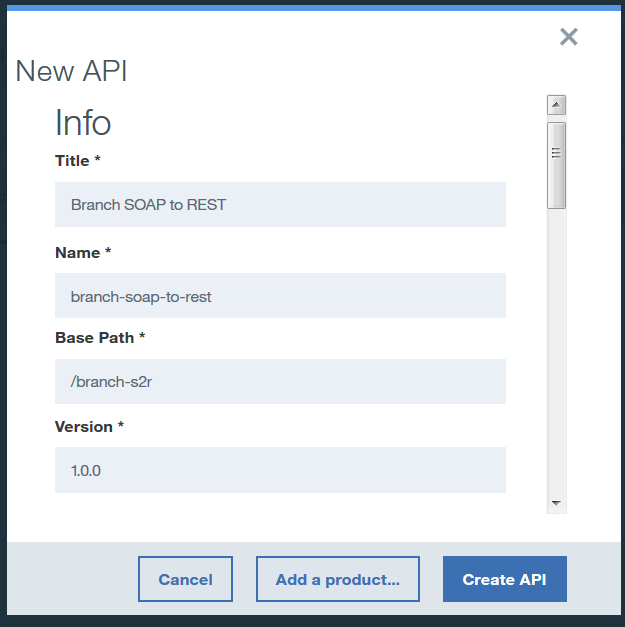 New API
Info
Title *
Branch SOAP to REST
Name *
branch-soap-to-rest
Base Path *
/branch-s2r
Version *
1.0.0
Cancel
Add a product...
Create API